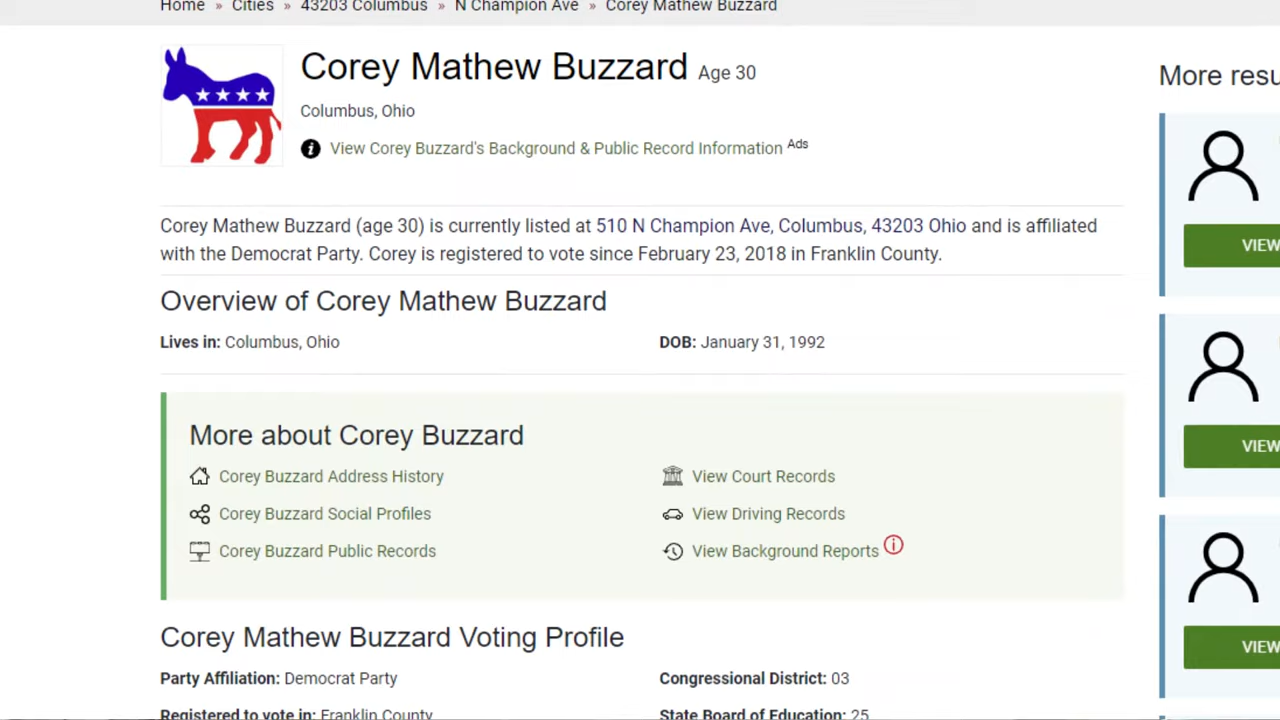 Home » Cities » 43203 Columbus » N Champion Ave » Corey Mathew Buzzard
Corey Mathew Buzzard Age 30
Columbus, Ohio
View Corey Buzzard's Background & Public Record Information Ads
Corey Mathew Buzzard (age 30) is currently listed at 510 N Champion Ave, Columbus, 43203 Ohio and is affiliated
with the Democrat Party. Corey is registered to vote since February 23, 2018 in Franklin County.
Overview of Corey Mathew Buzzard
Lives in: Columbus, Ohio
DOB: January 31, 1992
More about Corey Buzzard
Corey Buzzard Address History
View Court Records
Corey Buzzard Social Profiles
View Driving Records
Corey Buzzard Public Records
View Background Reports
Corey Mathew Buzzard Voting Profile
Party Affiliation: Democrat Party
Congressional District: 03
Registered to vote in: Franklin County
State Board of Education: 25
More resu
VIEW
VIEW
VIEW